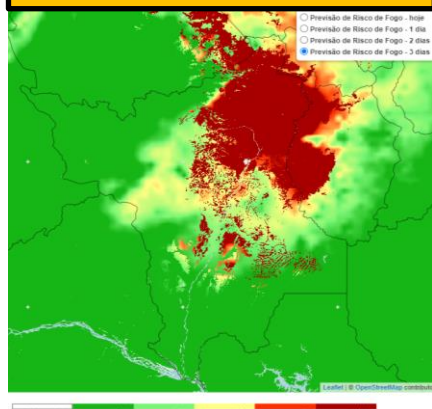 Previsão de Risco de Fogo - hoje
Previsão de Risco de Fogo - 1 dia
Previsão de Risco de Fogo - 2 dias
Previsão de Risco de Fogo - 3 dias
Leaflet | © OpenStreetMap contributo